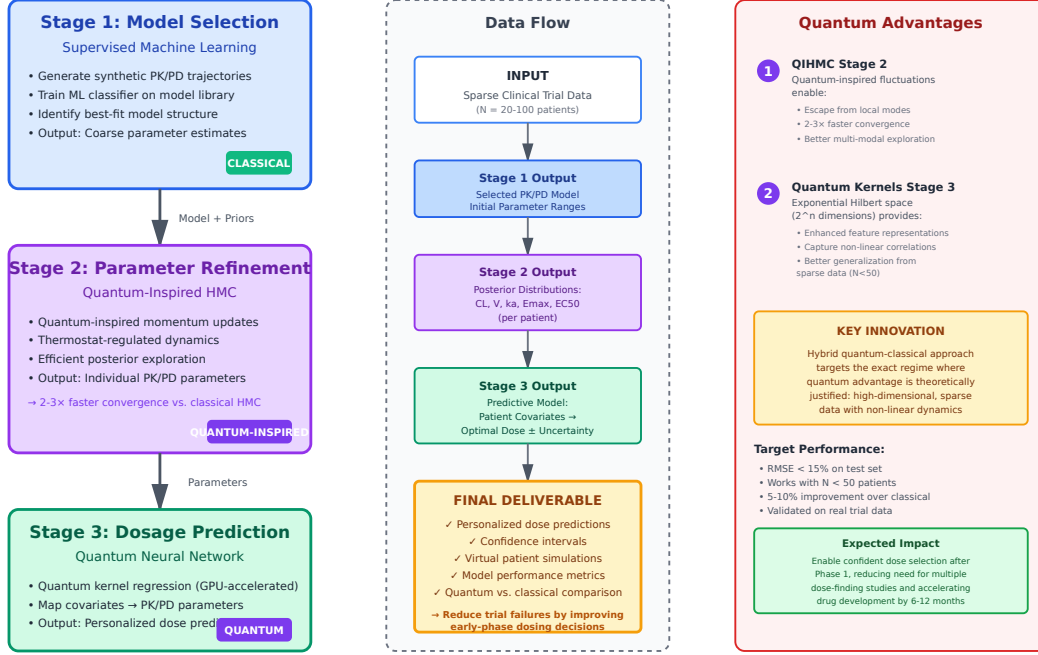 Stage 1: Model Selection
Supervised Machine Learning
• Generate synthetic PK/PD trajectories
• Train ML classifier on model library
• Identify best-fit model structure
• Output: Coarse parameter estimates
CLASSICAL
Model + Priors
Stage 2: Parameter Refinement
Quantum-Inspired HMC
• Quantum-inspired momentum updates
• Thermostat-regulated dynamics
• Efficient posterior exploration
• Output: Individual PK/PD parameters
→ 2-3× faster convergence vs. classical HMC
QUANTUM-INSPIRED
Parameters
Stage 3: Dosage Prediction
Quantum Neural Network
• Quantum kernel regression (GPU-accelerated)
• Map covariates → PK/PD parameters
• Output: Personalized dose predi
QUANTUM
Data Flow
INPUT
Sparse Clinical Trial Data
(N = 20-100 patients)
Stage 1 Output
Selected PK/PD Model
Initial Parameter Ranges
Stage 2 Output
Posterior Distributions:
CL, V, ka, Emax, EC50
(per patient)
Stage 3 Output
Predictive Model:
Patient Covariates →
Optimal Dose ± Uncertainty
FINAL DELIVERABLE
✓ Personalized dose predictions
✓ Confidence intervals
✓ Virtual patient simulations
✓ Model performance metrics
✓ Quantum vs. classical comparison
→ Reduce trial failures by improving
early-phase dosing decisions
Quantum Advantages
1
QIHMC Stage 2
Quantum-inspired fluctuations
enable:
• Escape from local modes
• 2-3× faster convergence
• Better multi-modal exploration
2
Quantum Kernels Stage 3
Exponential Hilbert space
(2^n dimensions) provides:
• Enhanced feature representations
• Capture non-linear correlations
• Better generalization from
sparse data (N<50)
KEY INNOVATION
Hybrid quantum-classical approach
targets the exact regime where
quantum advantage is theoretically
justified: high-dimensional, sparse
data with non-linear dynamics
Target Performance:
• RMSE < 15% on test set
• Works with N < 50 patients
• 5-10% improvement over classical
• Validated on real trial data
Expected Impact
Enable confident dose selection after
Phase 1, reducing need for multiple
dose-finding studies and accelerating
drug development by 6-12 months